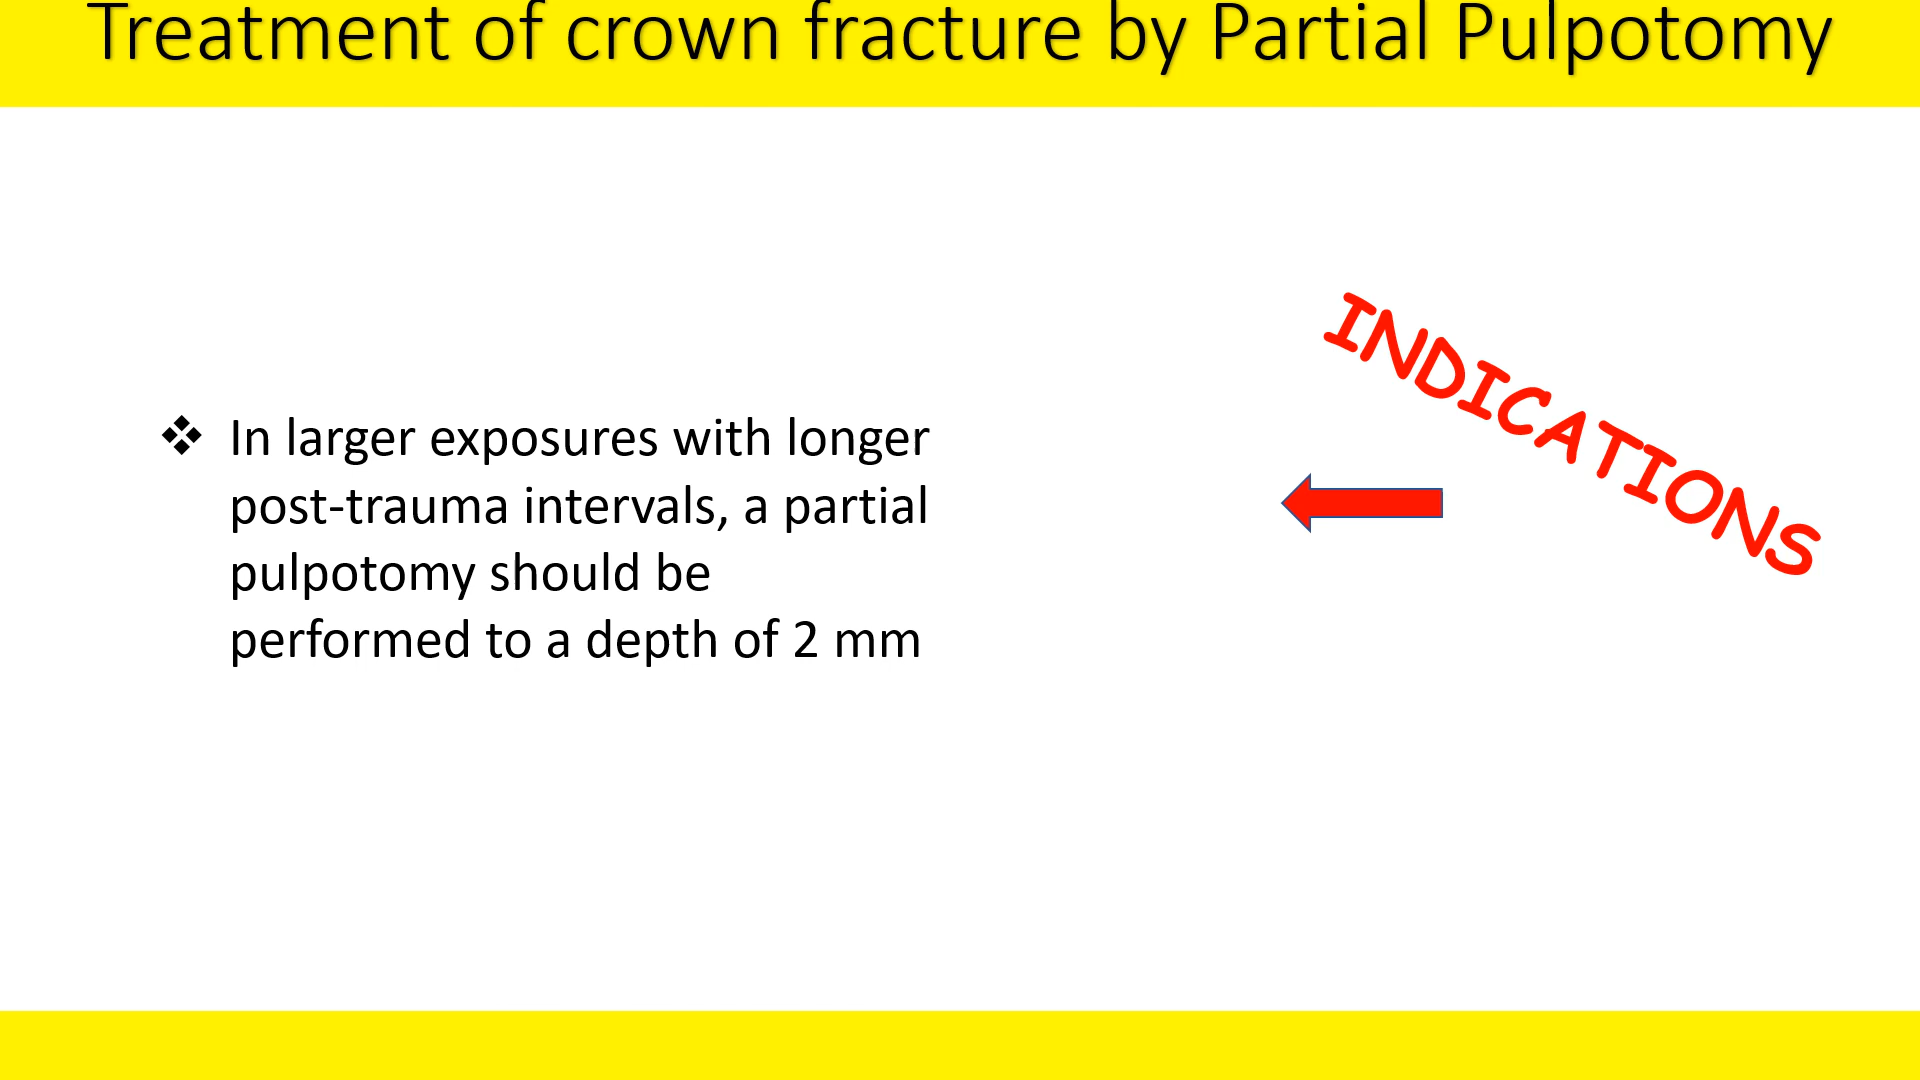 Treatment of crown fracture by Partial Pulpotomy
INDICATIONS
❖ In larger exposures with longer
post-trauma intervals, a partial
pulpotomy should be
performed to a depth of 2 mm